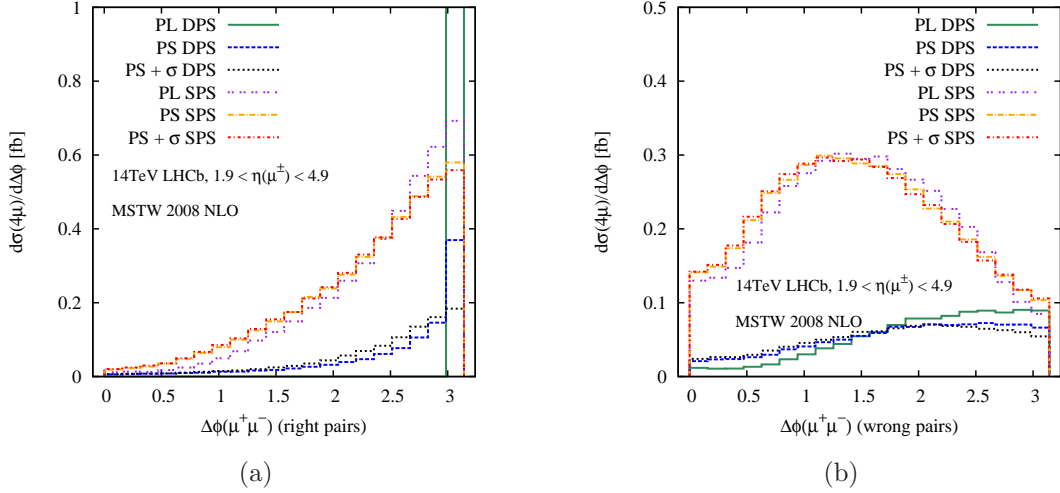 dσ(4μ)/dΔϕ [fb]
1
0.8
0.6
0.4
0.2
0
PL DPS
PS DPS
PS + σ DPS
PL SPS
PS SPS
PS + σ SPS
14TeV LHCb, 1.9 < η(μ±) < 4.9
MSTW 2008 NLO
0 0.5 1 1.5 2 2.5 3
Δϕ(μ⁺μ⁻) (right pairs)
(a)
dσ(4μ)/dΔϕ [fb]
0.5
0.4
0.3
0.2
0.1
0
PL DPS
PS DPS
PS + σ DPS
PL SPS
PS SPS
PS + σ SPS
14TeV LHCb, 1.9 < η(μ±) < 4.9
MSTW 2008 NLO
0 0.5 1 1.5 2 2.5 3
Δϕ(μ⁺μ⁻) (wrong pairs)
(b)